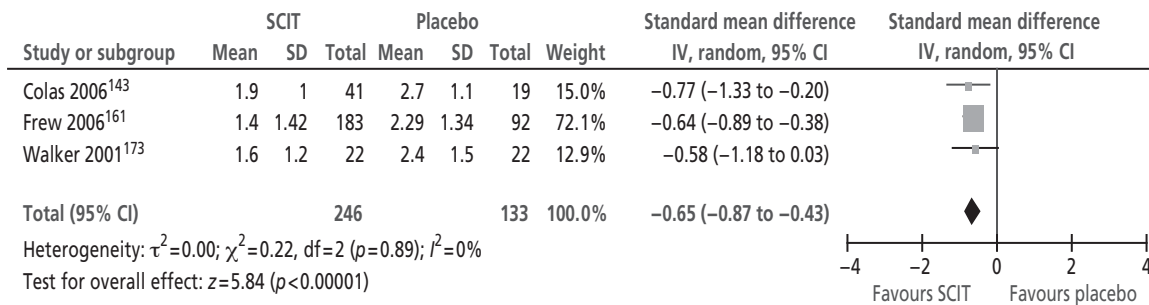 SCIT Placebo Standard mean difference Standard mean difference
Study or subgroup Mean SD Total Mean SD Total Weight IV, random, 95% CI IV, random, 95% CI
Colas 2006¹⁴³ 1.9 1 41 2.7 1.1 19 15.0% −0.77 (−1.33 to −0.20)
Frew 2006¹⁶¹ 1.4 1.42 183 2.29 1.34 92 72.1% −0.64 (−0.89 to −0.38)
Walker 2001¹⁷³ 1.6 1.2 22 2.4 1.5 22 12.9% −0.58 (−1.18 to 0.03)
Total (95% CI) 246 133 100.0% −0.65 (−0.87 to −0.43)
Heterogeneity: τ²=0.00; χ²=0.22, df=2 (p=0.89); I²=0%
Test for overall effect: z=5.84 (p<0.00001)
−4 −2 0 2 4
Favours SCIT Favours placebo